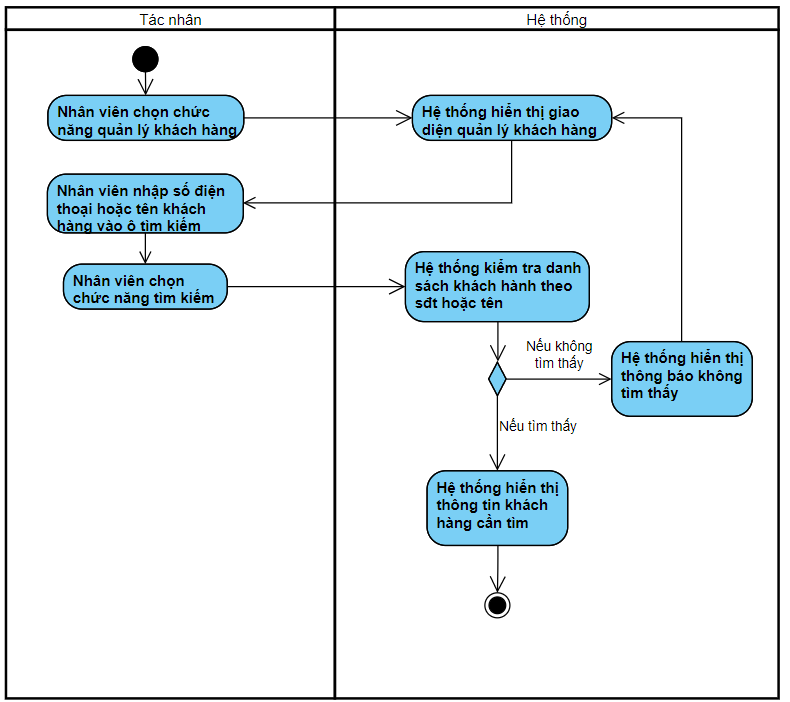 Tác nhân
Hệ thống
Nhân viên chọn chức
năng quản lý khách hàng
Hệ thống hiển thị giao
diện quản lý khách hàng
Nhân viên nhập số điện
thoại hoặc tên khách
hàng vào ô tìm kiếm
Nhân viên chọn
chức năng tìm kiếm
Hệ thống kiểm tra danh
sách khách hành theo
sđt hoặc tên
Nếu không
tìm thấy
Hệ thống hiển thị
thông báo không
tìm thấy
Nếu tìm thấy
Hệ thống hiển thị
thông tin khách
hàng cần tìm